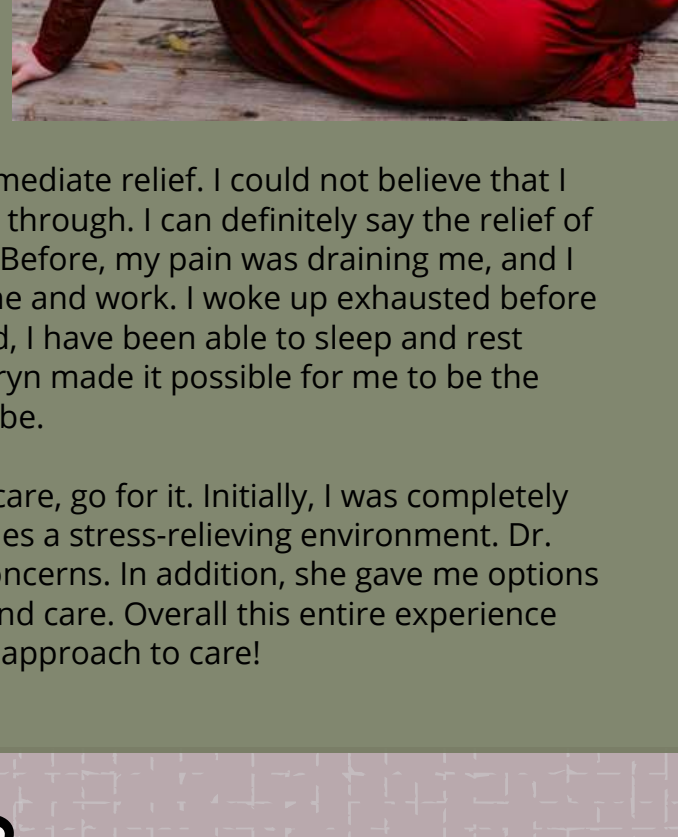 mediate relief. I could not believe that I
through. I can definitely say the relief of
Before, my pain was draining me, and I
and work. I woke up exhausted before
I have been able to sleep and rest
ryn made it possible for me to be the
be.
care, go for it. Initially, I was completely
es a stress-relieving environment. Dr.
oncerns. In addition, she gave me options
nd care. Overall this entire experience
approach to care!